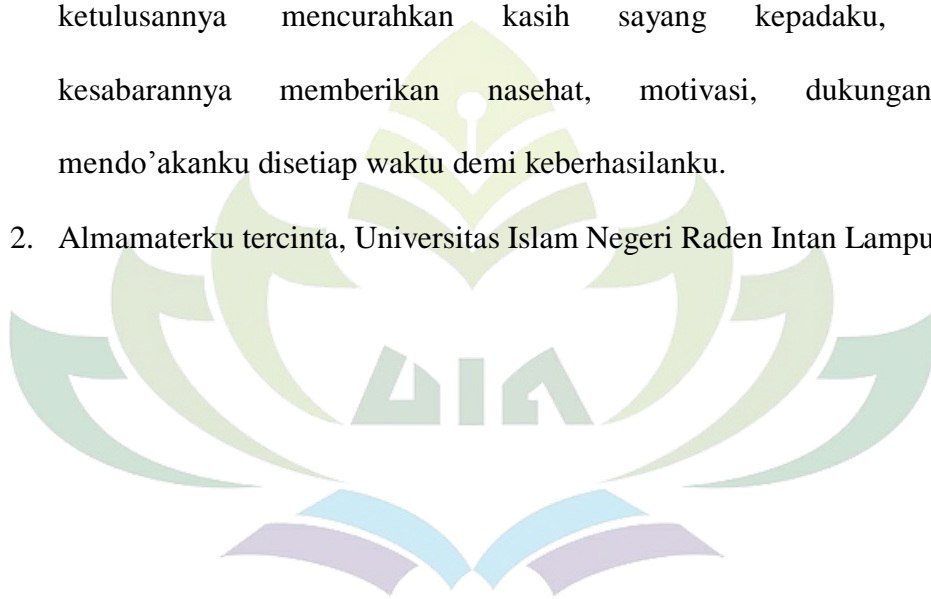 ketulusannya mencurahkan kasih sayang kepadaku,
kesabarannya memberikan nasehat, motivasi, dukungan
mendo’akanku disetiap waktu demi keberhasilanku.
2. Almamaterku tercinta, Universitas Islam Negeri Raden Intan Lampu
UIN